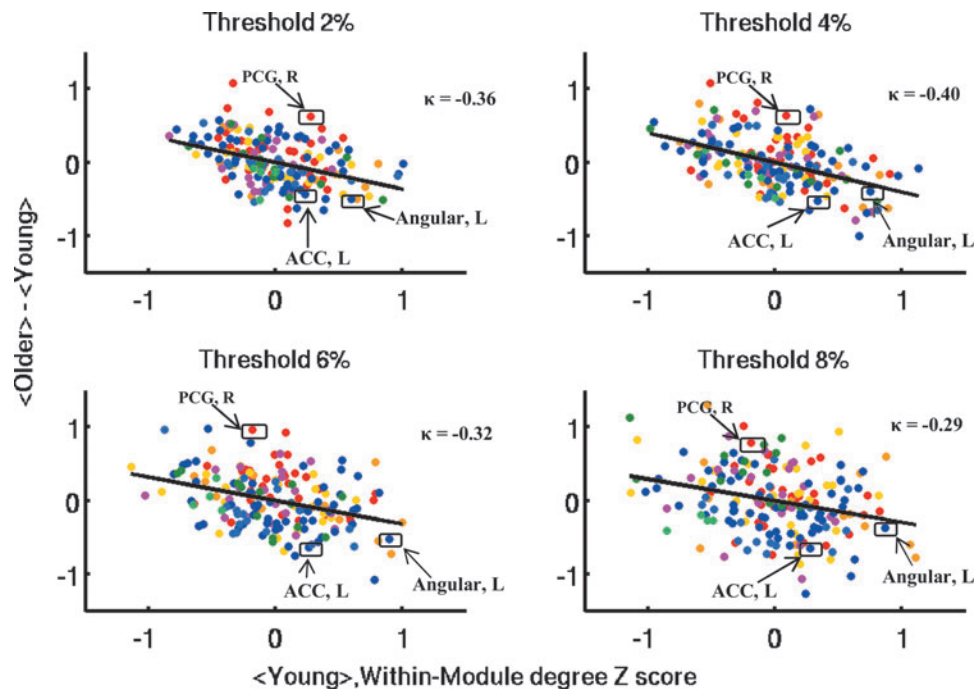 Threshold 2%
Threshold 4%
PCG, R
κ = -0.36
PCG, R
κ = -0.40
1
0
-1
1
0
-1
ACC, L
Angular, L
ACC, L
Angular, L
-1 0 1
-1 0 1
<Older> - <Young>
Threshold 6%
Threshold 8%
PCG, R
κ = -0.32
PCG, R
κ = -0.29
1
0
-1
1
0
-1
ACC, L
Angular, L
ACC, L
Angular, L
-1 0 1
-1 0 1
<Young>,Within-Module degree Z score